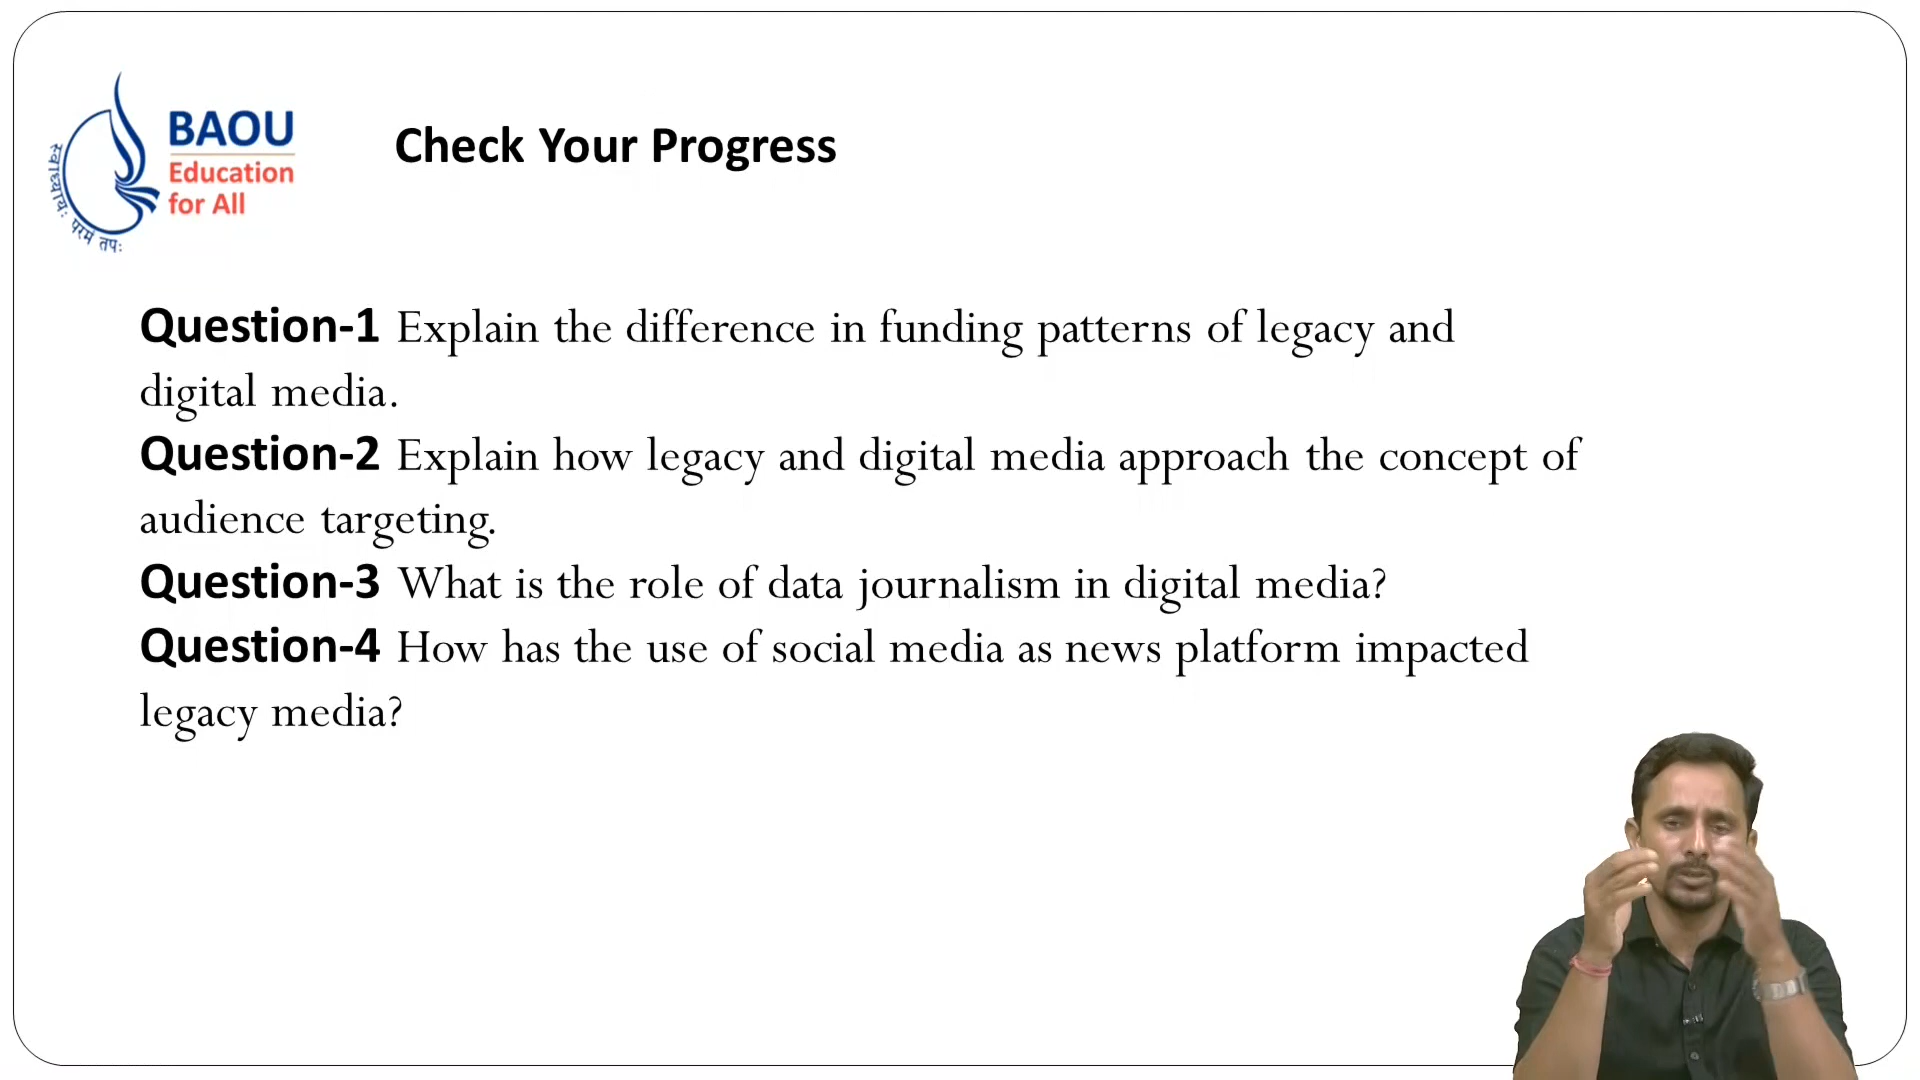 BAOU
Education
for All
स्वाध्यायः परमं तपः
Check Your Progress
Question-1 Explain the difference in funding patterns of legacy and
digital media.
Question-2 Explain how legacy and digital media approach the concept of
audience targeting.
Question-3 What is the role of data journalism in digital media?
Question-4 How has the use of social media as news platform impacted
legacy media?